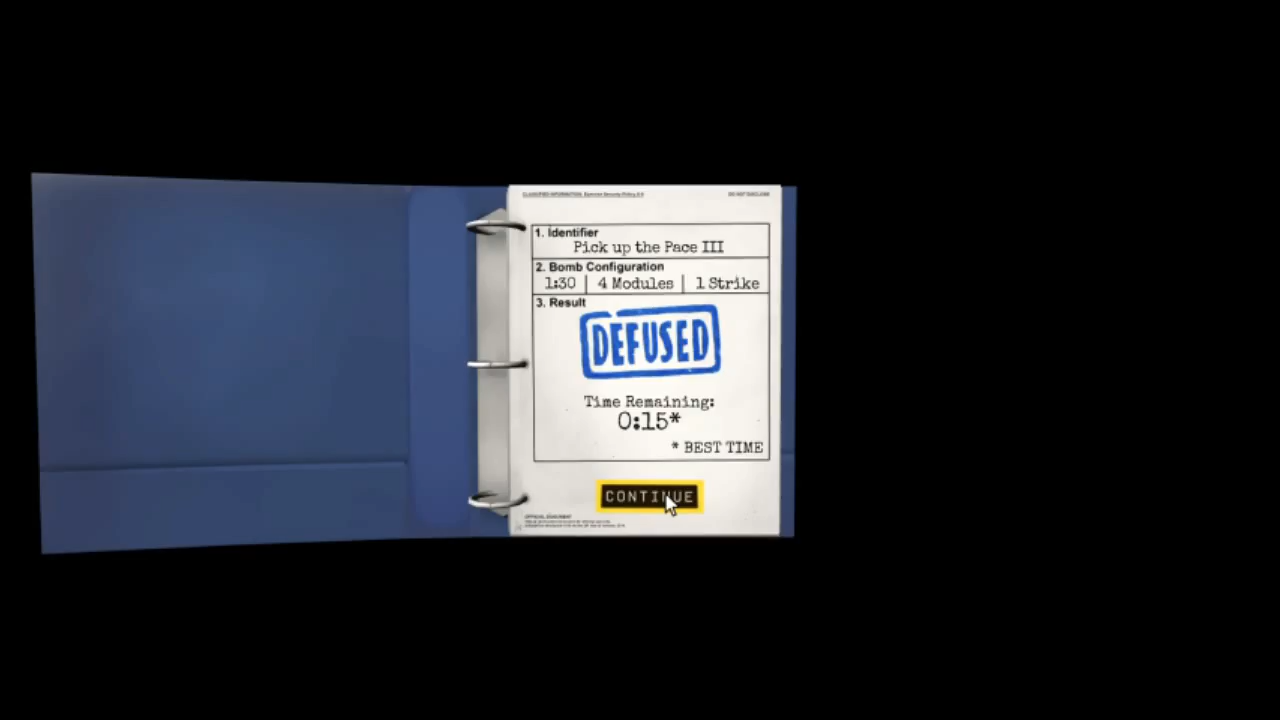 1. Identifier
Pick up the Pace III
2. Bomb Configuration
1:30 | 4 Modules | 1 Strike
3. Result
DEFUSED
Time Remaining:
0:15*
* BEST TIME
CONTINUE